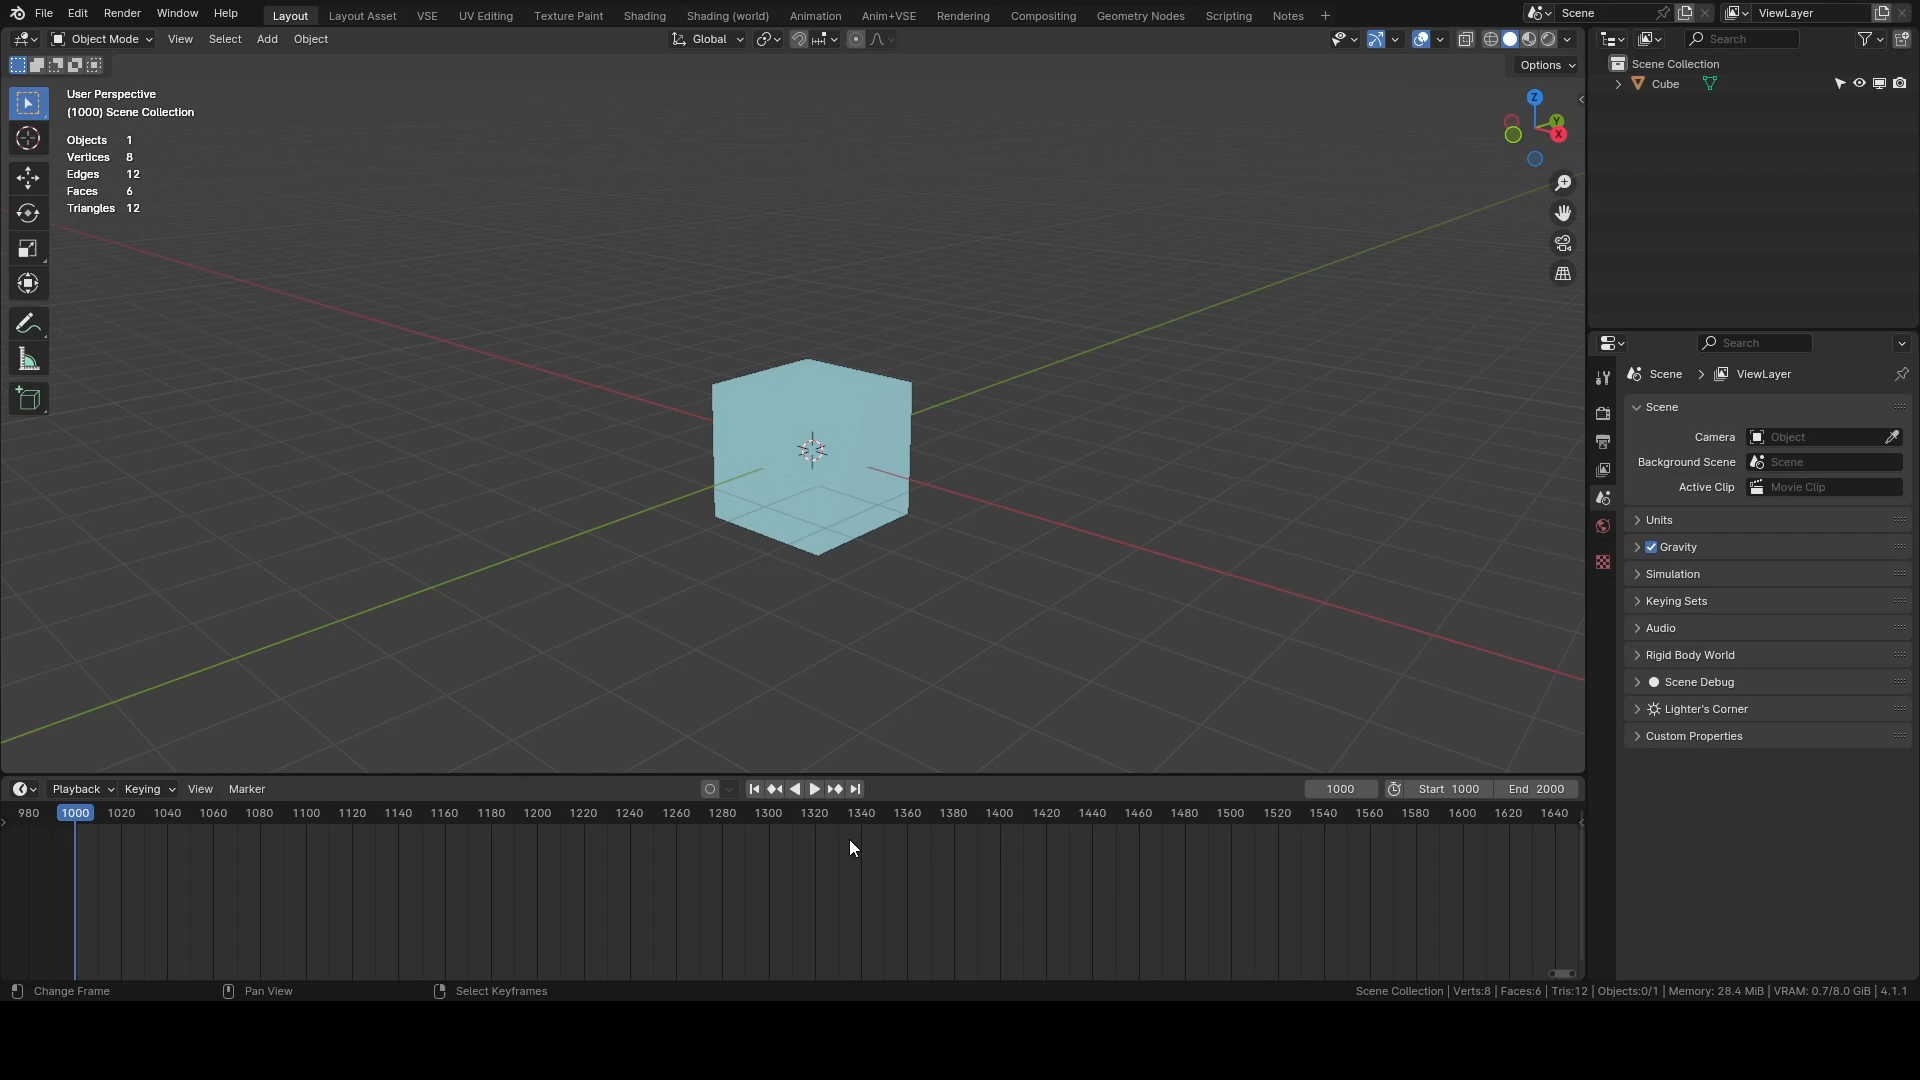 File Edit Render Window Help Layout Layout Asset VSE UV Editing Texture Paint Shading Shading (world) Animation Anim+VSE Rendering Compositing Geometry Nodes Scripting Notes + Scene ViewLayer
Object Mode View Select Add Object Global Search
Options
Scene Collection
Cube
User Perspective
(1000) Scene Collection
Objects 1
Vertices 8
Edges 12
Faces 6
Triangles 12
Z
Y
X
Search
Scene > ViewLayer
Scene
Camera Object
Background Scene Scene
Active Clip Movie Clip
Units
Gravity
Simulation
Keying Sets
Audio
Rigid Body World
Scene Debug
Lighter's Corner
Custom Properties
Playback Keying View Marker 1000 Start 1000 End 2000
980 1000 1020 1040 1060 1080 1100 1120 1140 1160 1180 1200 1220 1240 1260 1280 1300 1320 1340 1360 1380 1400 1420 1440 1460 1480 1500 1520 1540 1560 1580 1600 1620 1640
Change Frame Pan View Select Keyframes Scene Collection | Verts:8 | Faces:6 | Tris:12 | Objects:0/1 | Memory: 28.4 MiB | VRAM: 0.7/8.0 GiB | 4.1.1